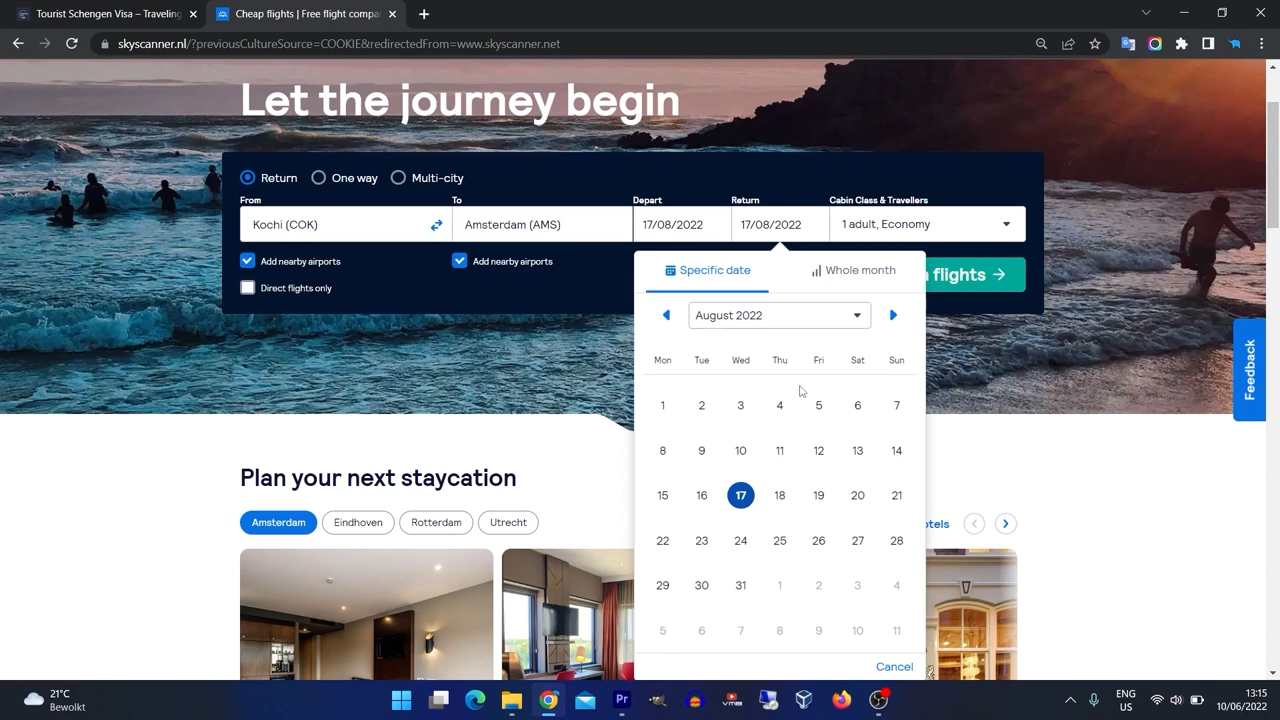 Tourist Schengen Visa – Traveling
Cheap flights | Free flight compa
skyscanner.nl/?previousCultureSource=COOKIE&redirectedFrom=www.skyscanner.net
Let the journey begin
Return One way Multi-city
From To Depart Return Cabin Class & Travellers
Kochi (COK) Amsterdam (AMS) 17/08/2022 17/08/2022 1 adult, Economy
Add nearby airports Add nearby airports
Direct flights only
flights →
Specific date Whole month
August 2022
Mon Tue Wed Thu Fri Sat Sun
1 2 3 4 5 6 7
8 9 10 11 12 13 14
15 16 17 18 19 20 21
22 23 24 25 26 27 28
29 30 31 1 2 3 4
5 6 7 8 9 10 11
Cancel
Feedback
Plan your next staycation
Amsterdam Eindhoven Rotterdam Utrecht
21°C
Bewolkt
Pr
ENG
US
13:15
10/06/2022